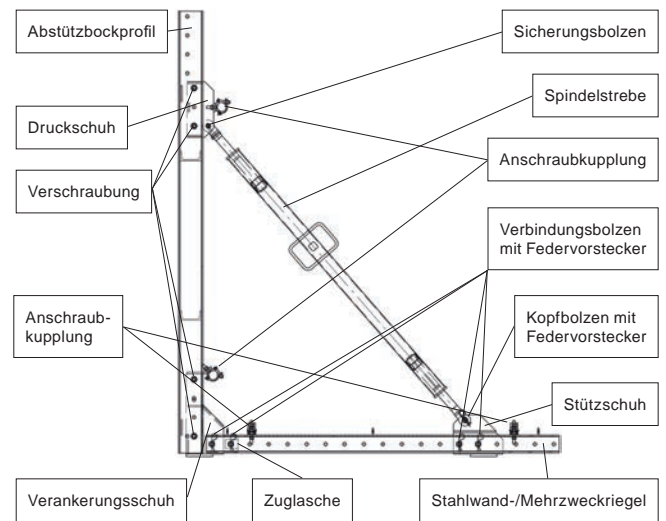 Abstützbockprofil
Sicherungsbolzen
Spindelstrebe
Druckschuh
Anschraubkupplung
Verschraubung
Verbindungsbolzen
mit Federvorstecker
Anschraub-
kupplung
Kopfbolzen mit
Federvorstecker
Stützschuh
Verankerungsschuh
Zuglasche
Stahlwand-/Mehrzweckriegel